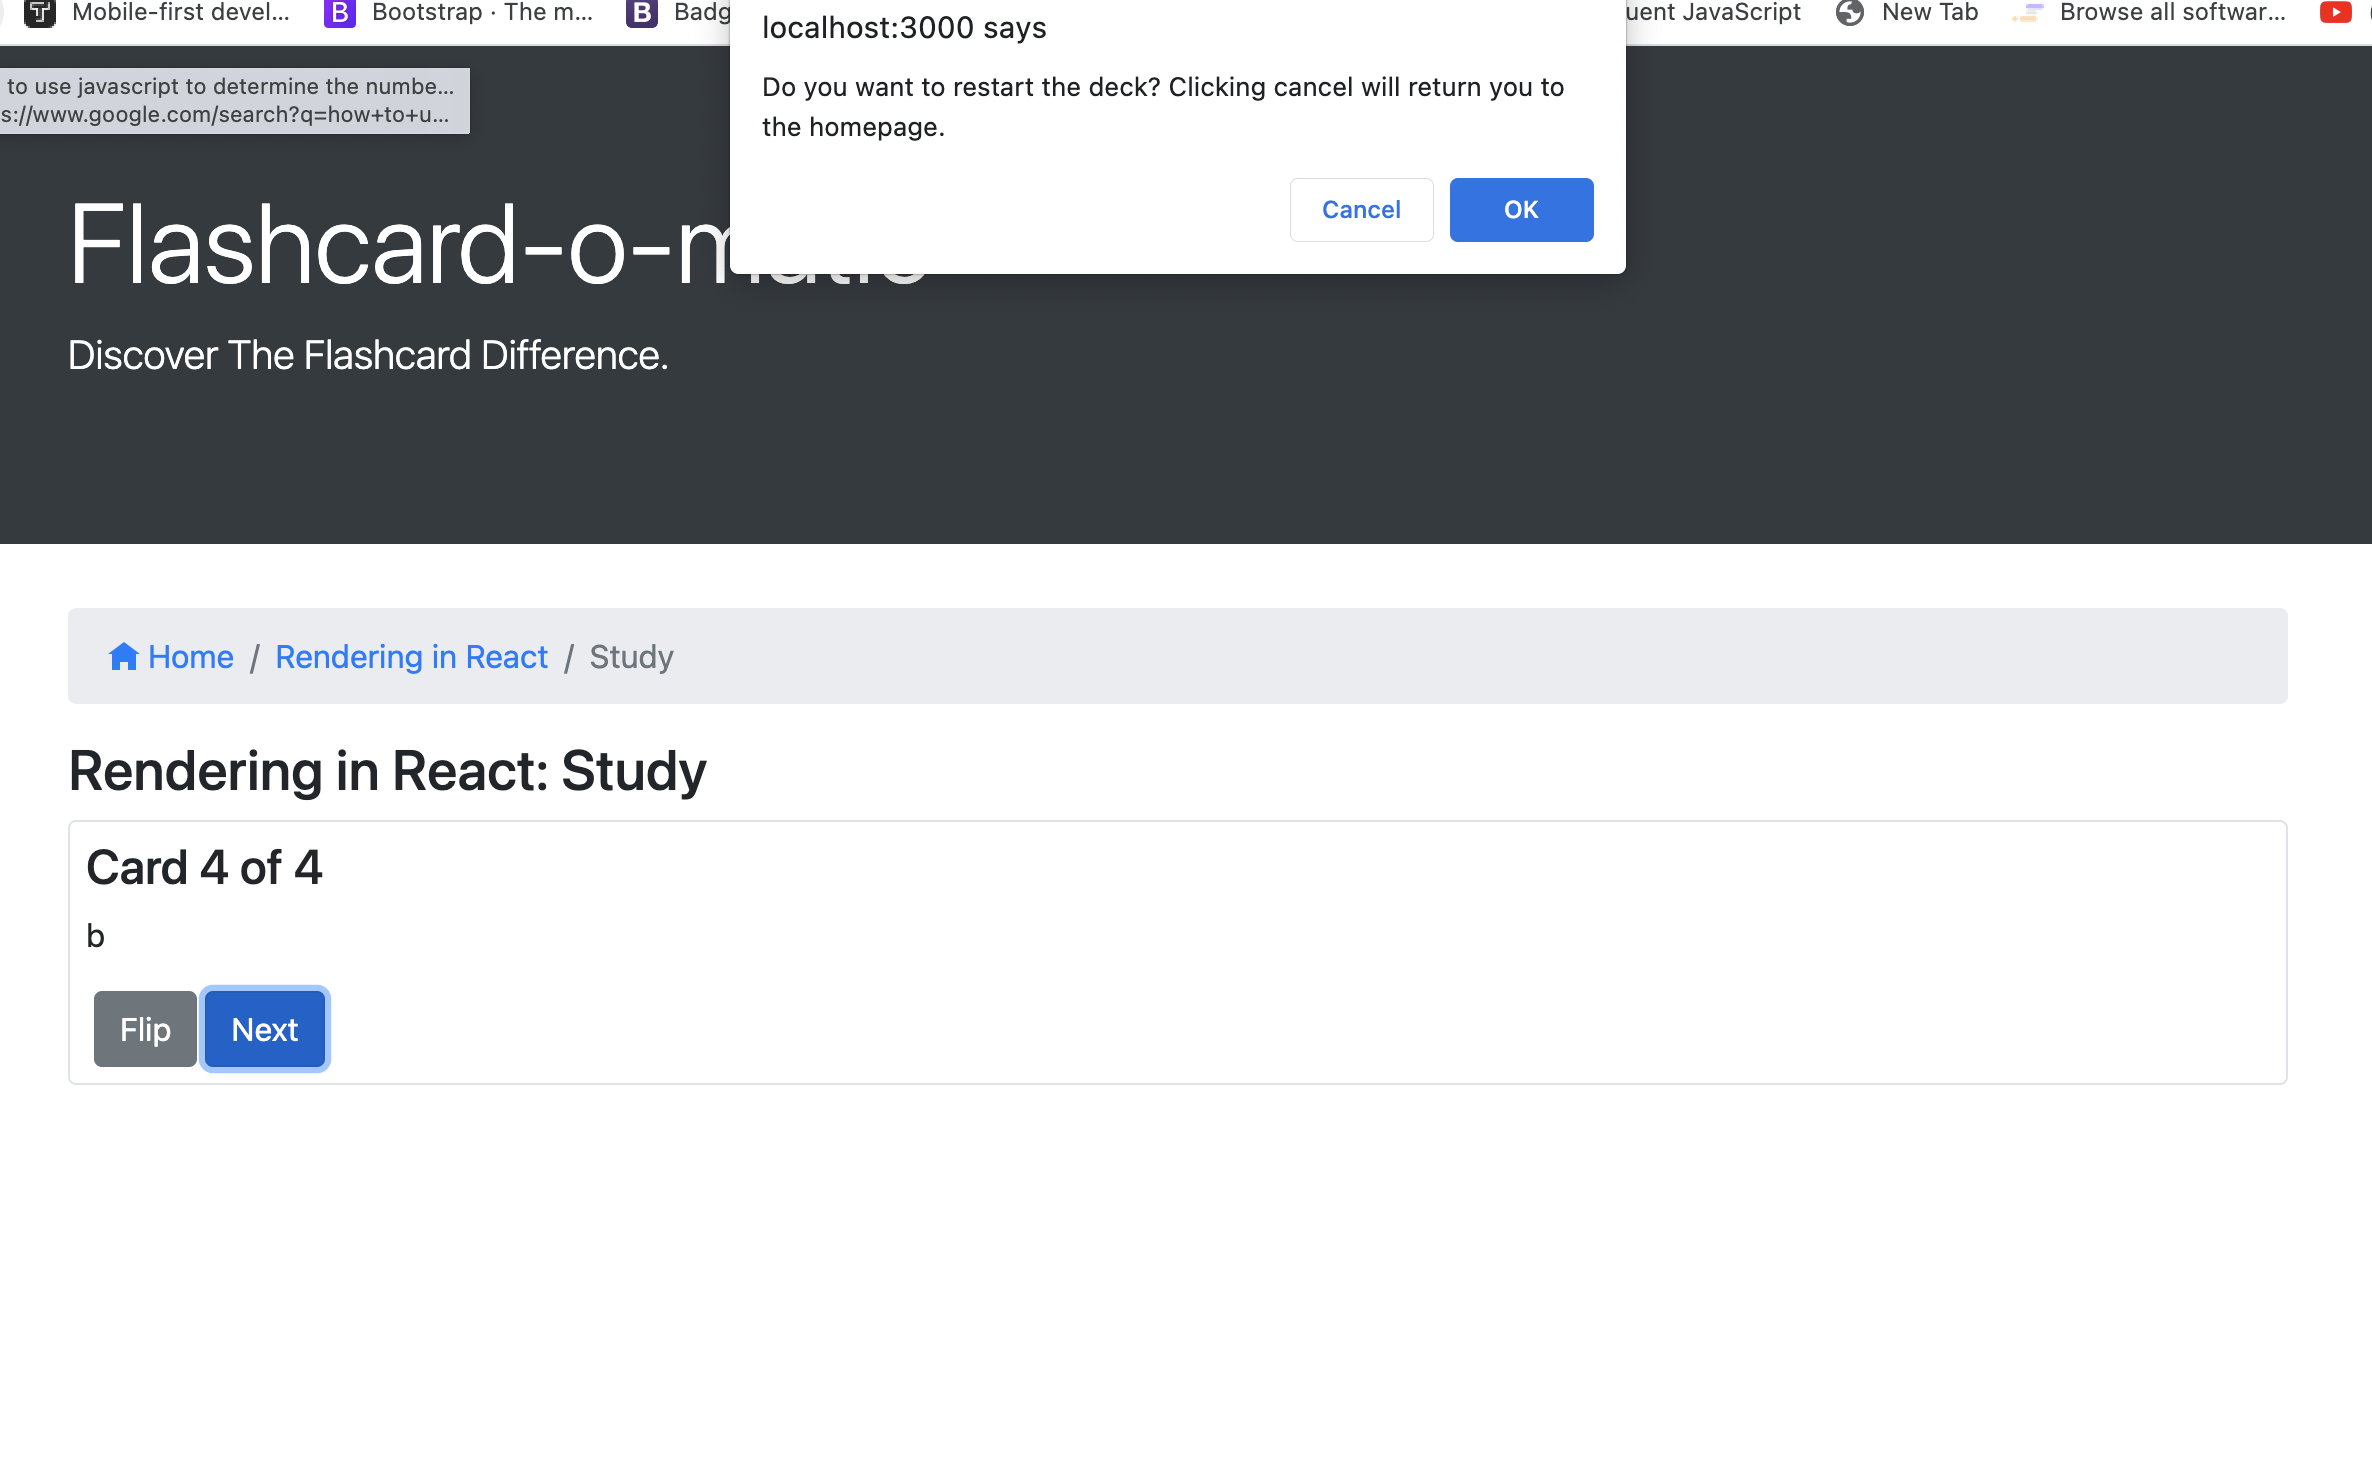 Mobile-first devel... B Bootstrap · The m... B Badg uent JavaScript New Tab Browse all softwar...
localhost:3000 says
Do you want to restart the deck? Clicking cancel will return you to
the homepage.
Cancel OK
to use javascript to determine the numbe...
s://www.google.com/search?q=how+to+u...
Flashcard-o-matic
Discover The Flashcard Difference.
Home / Rendering in React / Study
Rendering in React: Study
Card 4 of 4
b
Flip Next